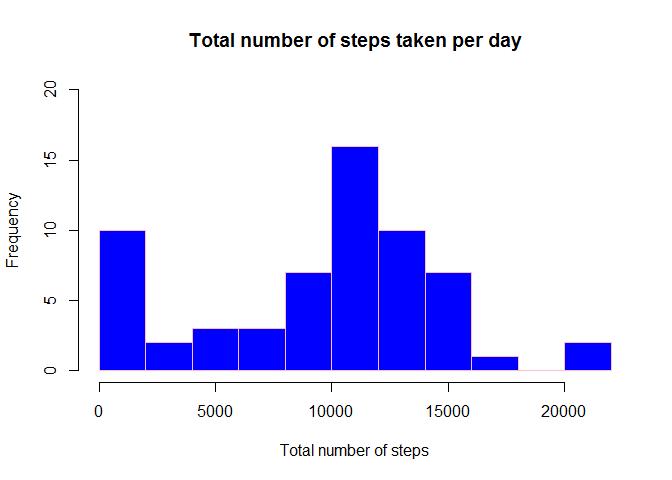 Total number of steps taken per day
20
15
10
5
0
Frequency
0 5000 10000 15000 20000
Total number of steps